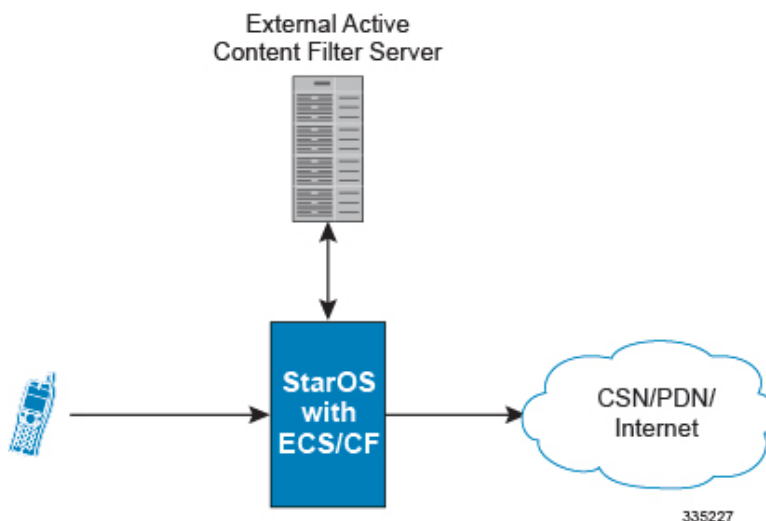 External Active
Content Filter Server
StarOS
with
ECS/CF
CSN/PDN/
Internet
335227